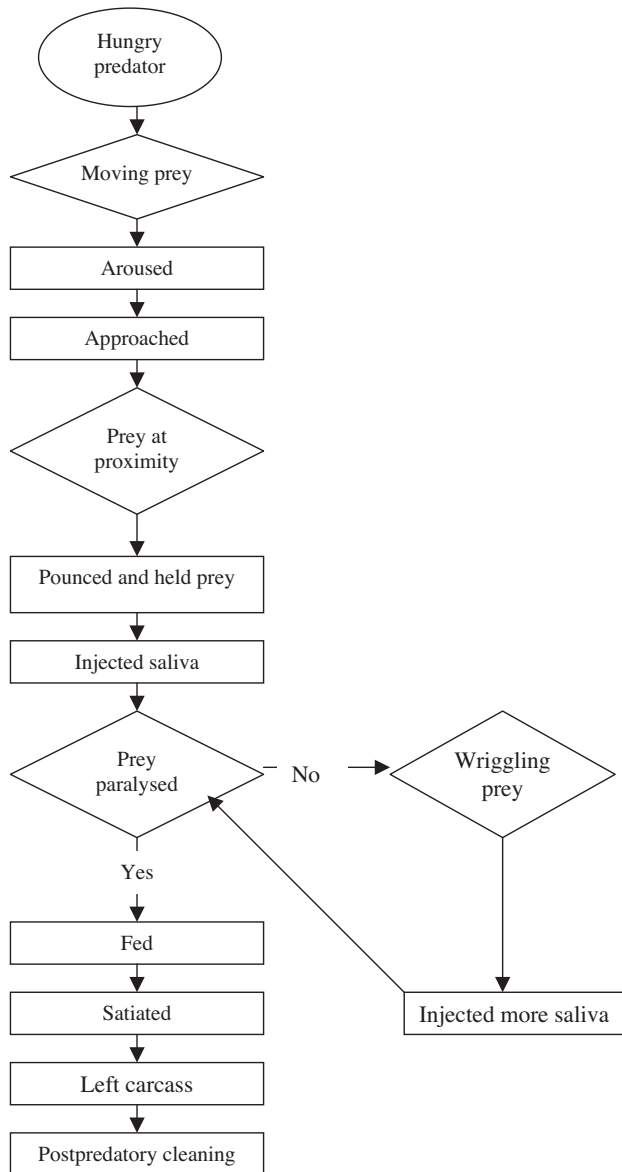 Hungry
predator
Moving prey
Aroused
Approached
Prey at
proximity
Pounced and held prey
Injected saliva
Prey
paralysed
No
Wriggling
prey
Yes
Fed
Injected more saliva
Satiated
Left carcass
Postpredatory cleaning